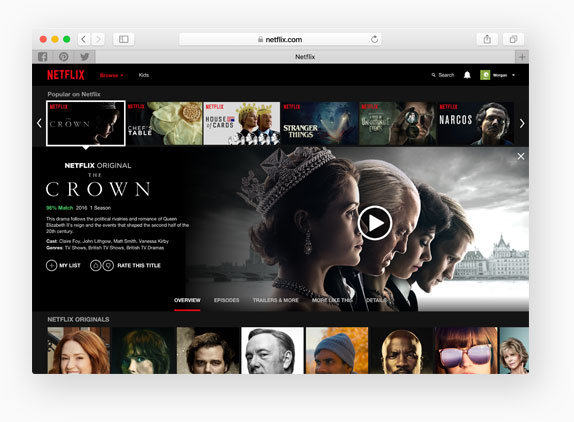 netflix.com
Netflix
NETFLIX
Browse
Kids
Search
Morgan
Popular on Netflix
NETFLIX
THE
CROWN
NETFLIX
CHEF'S
TABLE
NETFLIX
HOUSE
of CARDS
NETFLIX
STRANGER
THINGS
NETFLIX
UNFORTUNATE
EVENTS
NETFLIX
NARCOS
NETFLIX ORIGINAL
THE
CROWN
98% Match 2016 1 Season
This drama follows the political rivalries and romance of Queen
Elizabeth II's reign and the events that shaped the second half of the
20th century.
Cast: Claire Foy, John Lithgow, Matt Smith, Vanessa Kirby
Genres: TV Shows, British TV Shows, British TV Dramas
MY LIST
RATE THIS TITLE
OVERVIEW
EPISODES
TRAILERS & MORE
MORE LIKE THIS
DETAILS
NETFLIX ORIGINALS